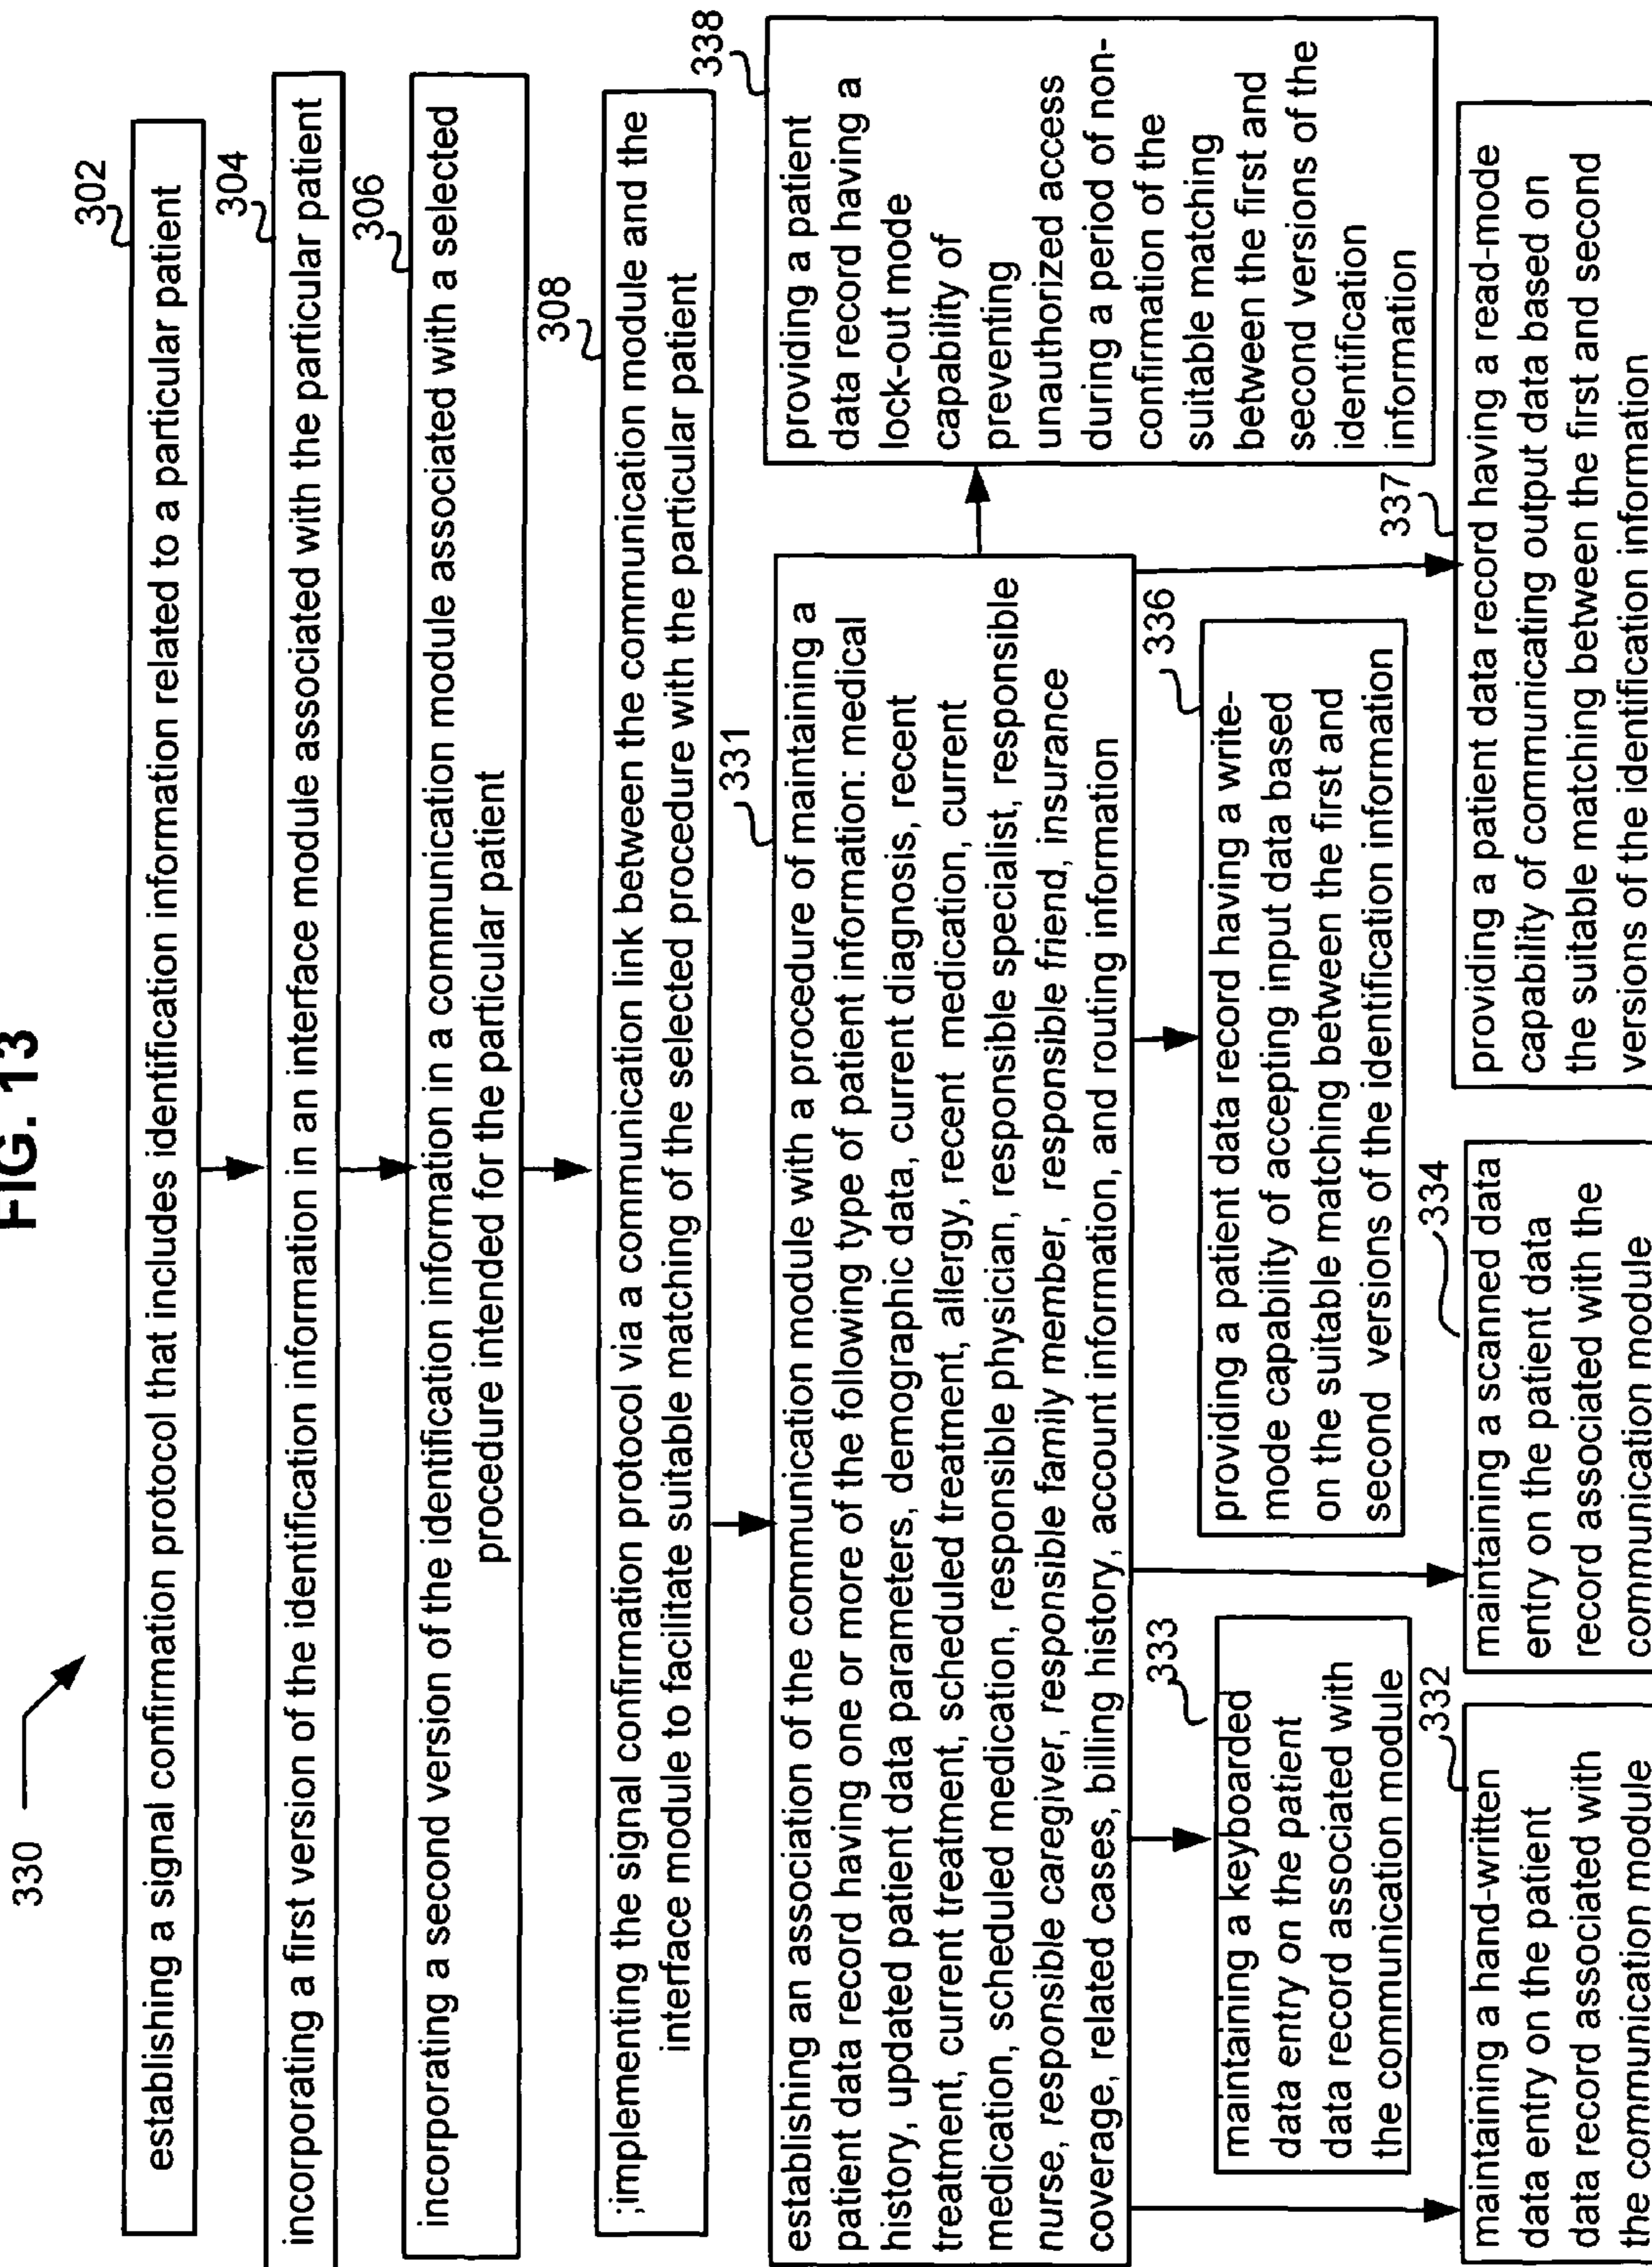 FIG. 13
330
302
establishing a signal confirmation protocol that includes identification information related to a particular patient
304
incorporating a first version of the identification information in an interface module associated with the particular patient
306
incorporating a second version of the identification information in a communication module associated with a selected
procedure intended for the particular patient
308
;implementing the signal confirmation protocol via a communication link between the communication module and the
interface module to facilitate suitable matching of the selected procedure with the particular patient
331
establishing an association of the communication module with a procedure of maintaining a
patient data record having one or more of the following type of patient information: medical
history, updated patient data parameters, demographic data, current diagnosis, recent
treatment, current treatment, scheduled treatment, allergy, recent medication, current
medication, scheduled medication, responsible physician, responsible specialist, responsible
nurse, responsible caregiver, responsible family member, responsible friend, insurance
coverage, related cases, billing history, account information, and routing information
338
providing a patient
data record having a
lock-out mode
capability of
preventing
unauthorized access
during a period of non-
confirmation of the
suitable matching
between the first and
second versions of the
identification
information
333
maintaining a keyboarded
data entry on the patient
data record associated with
the communication module
336
providing a patient data record having a write-
mode capability of accepting input data based
on the suitable matching between the first and
second versions of the identification information
332
maintaining a hand-written
data entry on the patient
data record associated with
the communication module
334
maintaining a scanned data
entry on the patient data
record associated with the
communication module
337
providing a patient data record having a read-mode
capability of communicating output data based on
the suitable matching between the first and second
versions of the identification information